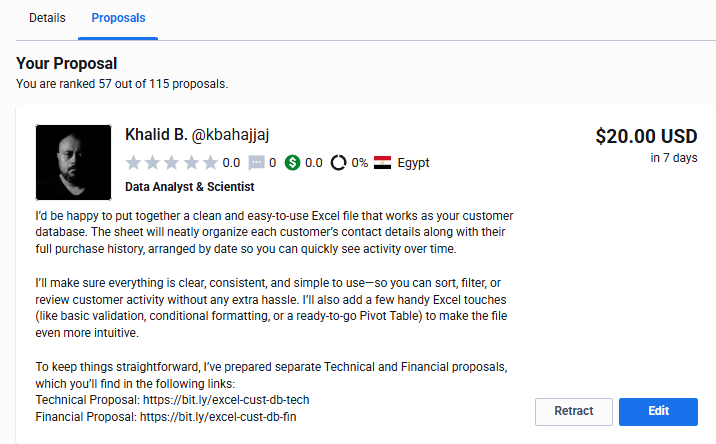 Details Proposals
Your Proposal
You are ranked 57 out of 115 proposals.
Khalid B. @kbahajjaj
$20.00 USD
in 7 days
0.0 0 0.0 0% Egypt
Data Analyst & Scientist
I’d be happy to put together a clean and easy-to-use Excel file that works as your customer
database. The sheet will neatly organize each customer’s contact details along with their
full purchase history, arranged by date so you can quickly see activity over time.
I’ll make sure everything is clear, consistent, and simple to use—so you can sort, filter, or
review customer activity without any extra hassle. I’ll also add a few handy Excel touches
(like basic validation, conditional formatting, or a ready-to-go Pivot Table) to make the file
even more intuitive.
To keep things straightforward, I’ve prepared separate Technical and Financial proposals,
which you’ll find in the following links:
Technical Proposal: https://bit.ly/excel-cust-db-tech
Financial Proposal: https://bit.ly/excel-cust-db-fin
Retract Edit